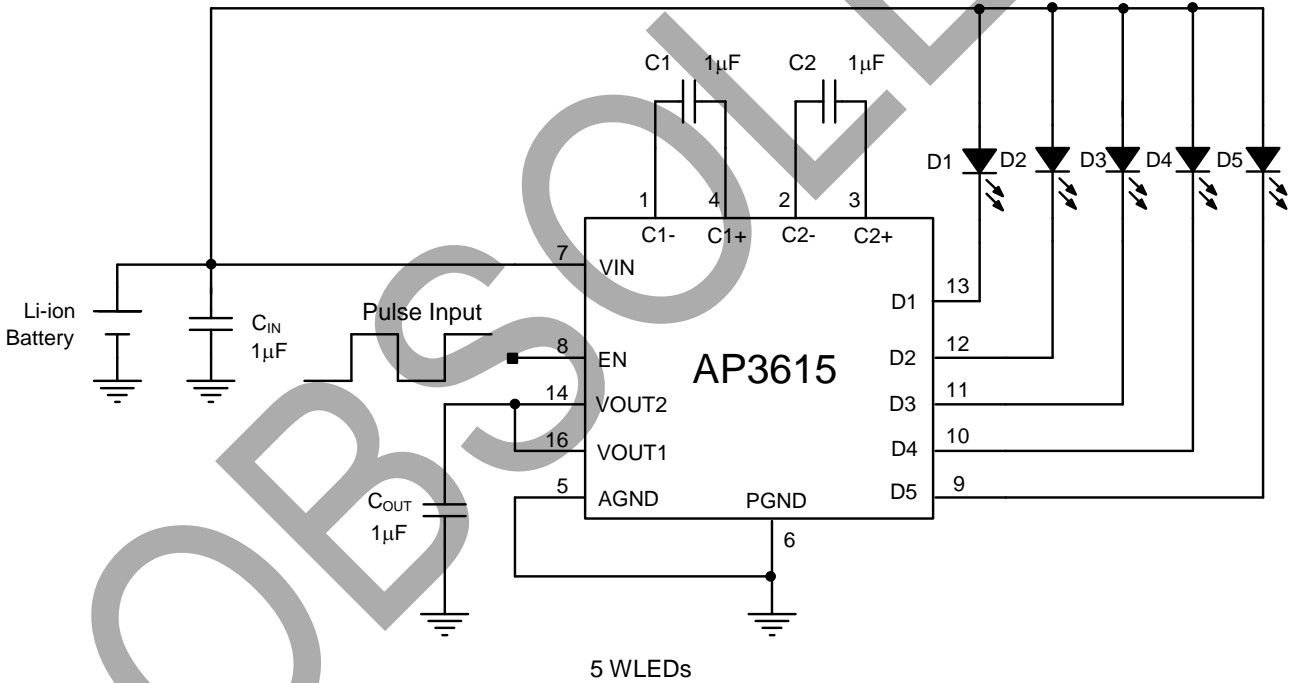 C1 1μF C2 1μF
D1 D2 D3 D4 D5
1 4 2 3
C1- C1+ C2- C2+
7 VIN
D1 13
Li-ion
Battery
CIN
1μF
Pulse Input
8 EN
AP3615
D2 12
14 VOUT2
D3 11
16 VOUT1
D4 10
5 AGND
PGND
D5 9
COUT
1μF
6
5 WLEDs
OBSOLE